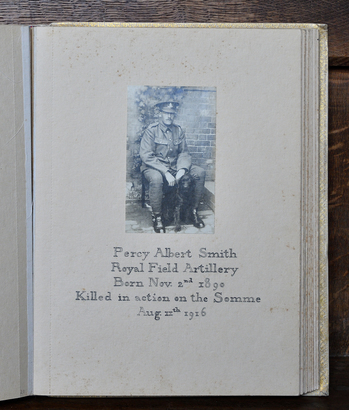 Percy Albert Smith
Royal Field Artillery
Born Nov. 2nd 1890
Killed in action on the Somme
Aug. 11th 1916